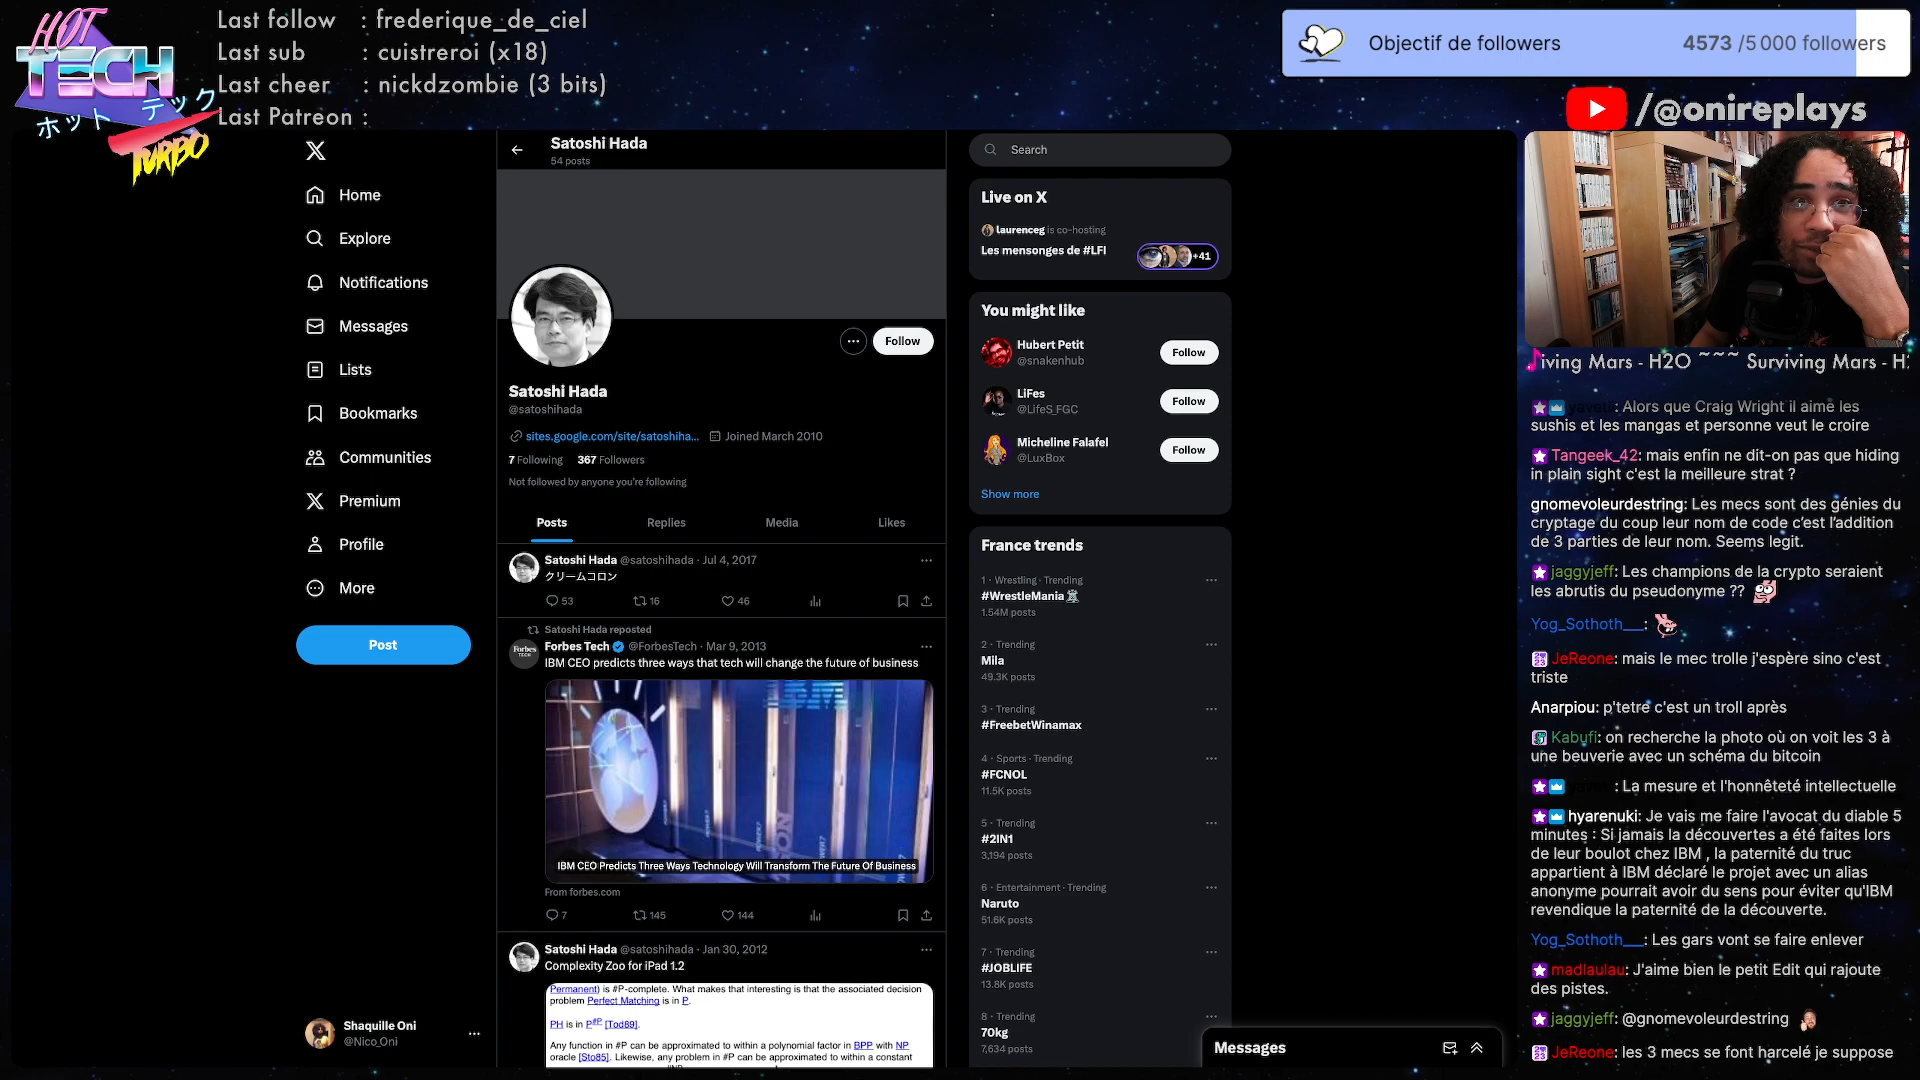 HOT
TECH
ホット テック
TURBO
Last follow : frederique_de_ciel
Last sub : cuistreroi (x18)
Last cheer : nickdzombie (3 bits)
Last Patreon :
Objectif de followers 4573 /5 000 followers
/@onireplays
X
Home
Explore
Notifications
Messages
Lists
Bookmarks
Communities
Premium
Profile
More
Post
Shaquille Oni
@Nico_Oni
Satoshi Hada
54 posts
Follow
Satoshi Hada
@satoshihada
sites.google.com/site/satoshiha... Joined March 2010
7 Following 367 Followers
Not followed by anyone you're following
Posts Replies Media Likes
Satoshi Hada @satoshihada · Jul 4, 2017
クリームコロン
53 16 46
Satoshi Hada reposted
Forbes Tech @ForbesTech · Mar 9, 2013
IBM CEO predicts three ways that tech will change the future of business
IBM CEO Predicts Three Ways Technology Will Transform The Future Of Business
From forbes.com
7 145 144
Satoshi Hada @satoshihada · Jan 30, 2012
Complexity Zoo for iPad 1.2
Permanent) is #P-complete. What makes that interesting is that the associated decision
problem Perfect Matching is in P.
PH is in P#P [Tod89].
Any function in #P can be approximated to within a polynomial factor in BPP with NP
oracle [Sto85]. Likewise, any problem in #P can be approximated to within a constant
Search
Live on X
laurenceg is co-hosting
Les mensonges de #LFI +41
You might like
Hubert Petit
@snakenhub
Follow
LiFes
@LifeS_FGC
Follow
Micheline Falafel
@LuxBox
Follow
Show more
France trends
1 · Wrestling · Trending
#WrestleMania
1.54M posts
2 · Trending
Mila
49.3K posts
3 · Trending
#FreebetWinamax
4 · Sports · Trending
#FCNOL
11.5K posts
5 · Trending
#2IN1
3,194 posts
6 · Entertainment · Trending
Naruto
51.6K posts
7 · Trending
#JOBLIFE
13.8K posts
8 · Trending
70kg
7,634 posts
Messages
iving Mars - H2O ~~~ Surviving Mars - H
: Alors que Craig Wright il aime les
sushis et les mangas et personne veut le croire
Tangeek_42: mais enfin ne dit-on pas que hiding
in plain sight c'est la meilleure strat ?
gnomevoleurdestring: Les mecs sont des génies du
cryptage du coup leur nom de code c'est l'addition
de 3 parties de leur nom. Seems legit.
jaggyjeff: Les champions de la crypto seraient
les abrutis du pseudonyme ??
Yog_Sothoth__:
JeReone: mais le mec trolle j'espère sino c'est
triste
Anarpiou: p'tetre c'est un troll après
Kabufi: on recherche la photo où on voit les 3 à
une beuverie avec un schéma du bitcoin
: La mesure et l'honnêteté intellectuelle
hyarenuki: Je vais me faire l'avocat du diable 5
minutes : Si jamais la découvertes a été faites lors
de leur boulot chez IBM , la paternité du truc
appartient à IBM déclaré le projet avec un alias
anonyme pourrait avoir du sens pour éviter qu'IBM
revendique la paternité de la découverte.
Yog_Sothoth__: Les gars vont se faire enlever
madlaulau: J'aime bien le petit Edit qui rajoute
des pistes.
jaggyjeff: @gnomevoleurdestring
JeReone: les 3 mecs se font harcelé je suppose